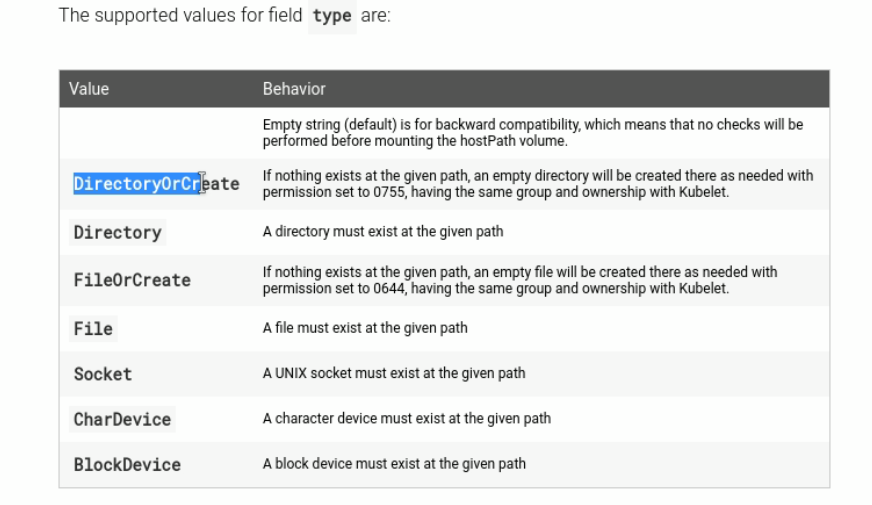 The supported values for field type are:
Value Behavior
Empty string (default) is for backward compatibility, which means that no checks will be
performed before mounting the hostPath volume.
DirectoryOrCreate If nothing exists at the given path, an empty directory will be created there as needed with
permission set to 0755, having the same group and ownership with Kubelet.
Directory A directory must exist at the given path
FileOrCreate If nothing exists at the given path, an empty file will be created there as needed with
permission set to 0644, having the same group and ownership with Kubelet.
File A file must exist at the given path
Socket A UNIX socket must exist at the given path
CharDevice A character device must exist at the given path
BlockDevice A block device must exist at the given path